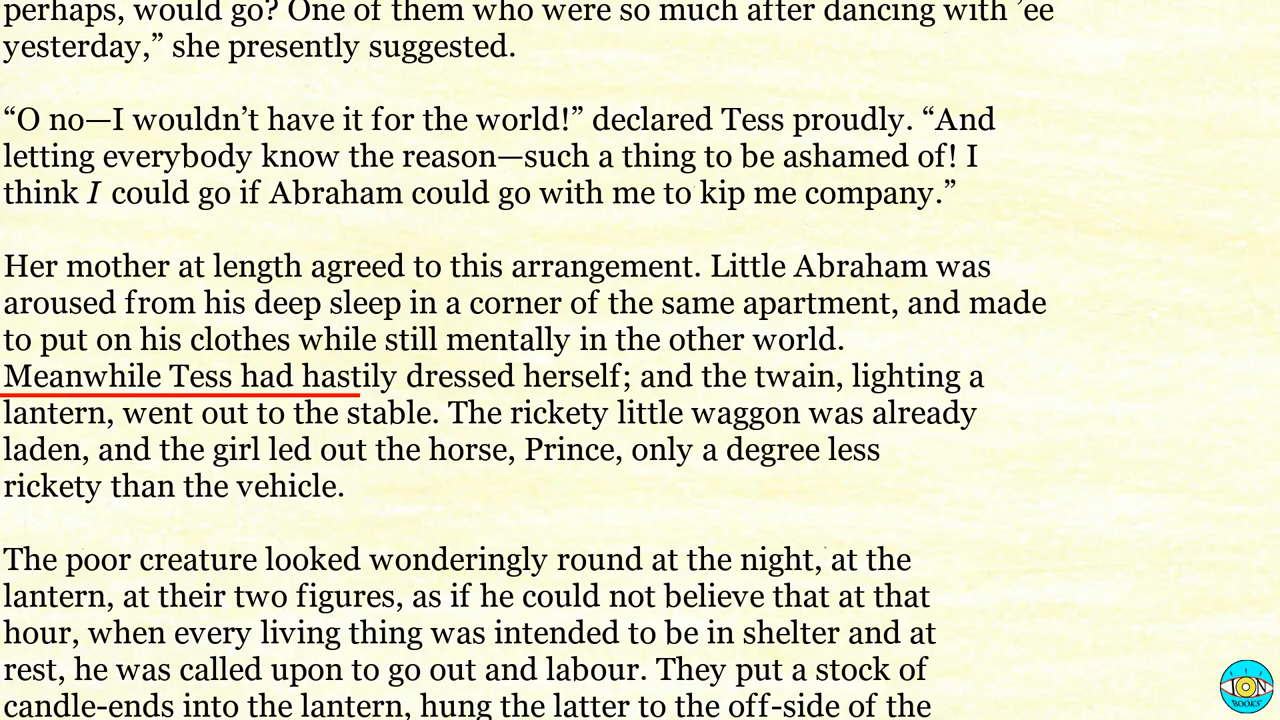 perhaps, would go? One of them who were so much after dancing with ’ee
yesterday,” she presently suggested.
“O no—I wouldn’t have it for the world!” declared Tess proudly. “And
letting everybody know the reason—such a thing to be ashamed of! I
think I could go if Abraham could go with me to kip me company.”
Her mother at length agreed to this arrangement. Little Abraham was
aroused from his deep sleep in a corner of the same apartment, and made
to put on his clothes while still mentally in the other world.
Meanwhile Tess had hastily dressed herself; and the twain, lighting a
lantern, went out to the stable. The rickety little waggon was already
laden, and the girl led out the horse, Prince, only a degree less
rickety than the vehicle.
The poor creature looked wonderingly round at the night, at the
lantern, at their two figures, as if he could not believe that at that
hour, when every living thing was intended to be in shelter and at
rest, he was called upon to go out and labour. They put a stock of
candle-ends into the lantern, hung the latter to the off-side of the
ION
BOOKS